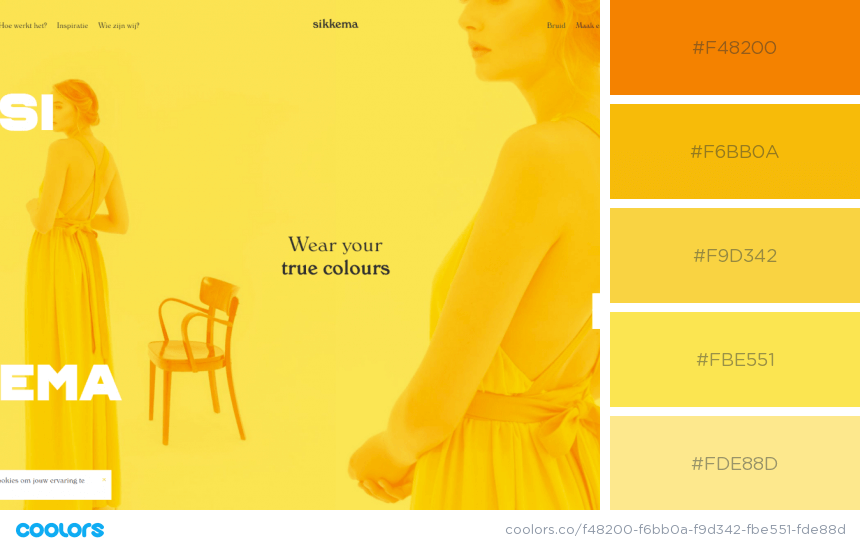 Hoe werkt het? Inspiratie Wie zijn wij?
sikkema
Bruid Maak e
SI
Wear your
true colours
EMA
ookies om jouw ervaring te ×
#F48200
#F6BB0A
#F9D342
#FBE551
#FDE88D
coolors
coolors.co/f48200-f6bb0a-f9d342-fbe551-fde88d